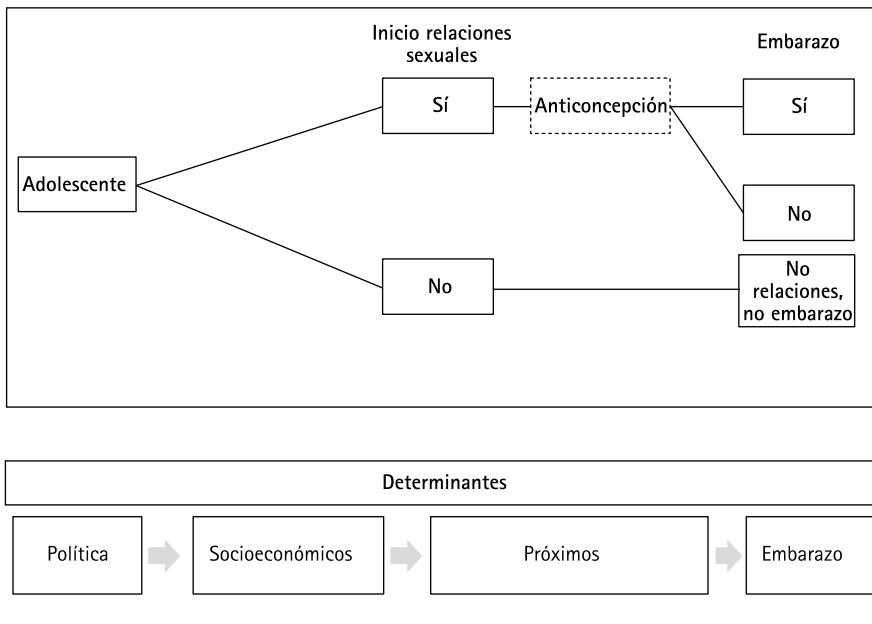 Inicio relaciones
sexuales
Embarazo
Sí
Anticoncepción
Sí
Adolescente
No
No
No
relaciones,
no embarazo
Determinantes
Política
Socioeconómicos
Próximos
Embarazo